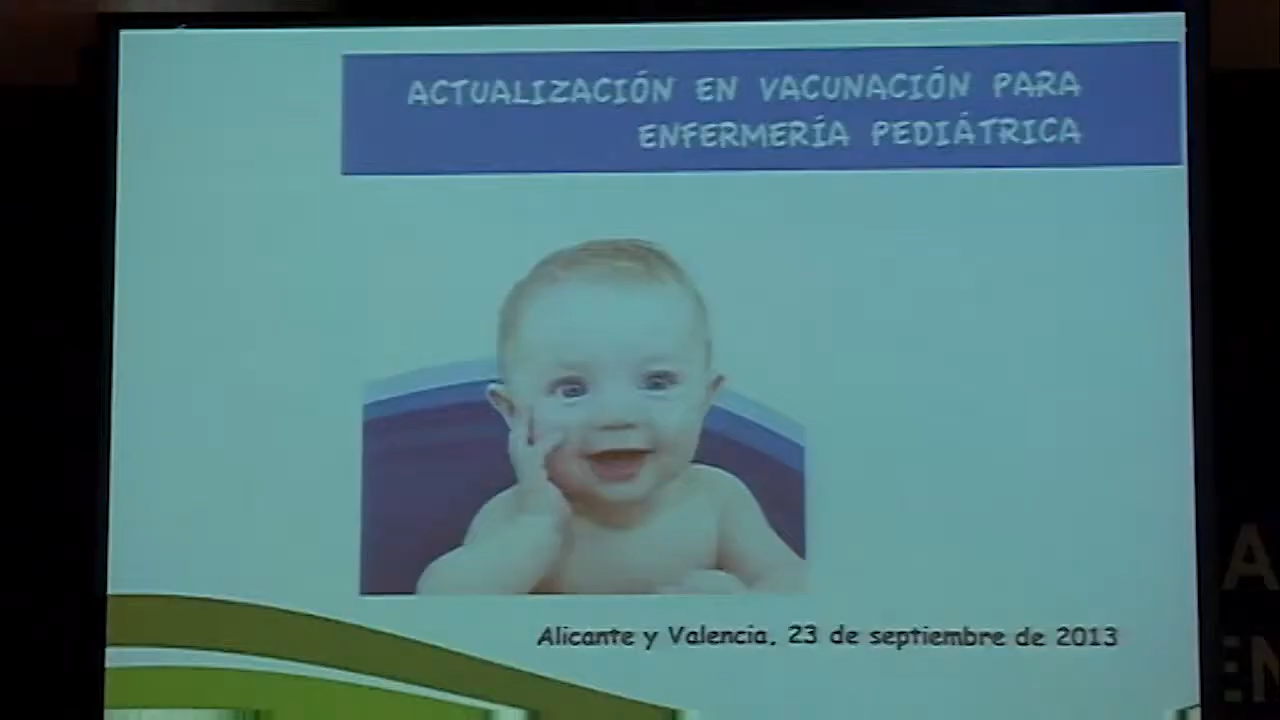 ACTUALIZACIÓN EN VACUNACIÓN PARA
ENFERMERÍA PEDIÁTRICA
Alicante y Valencia, 23 de septiembre de 2013